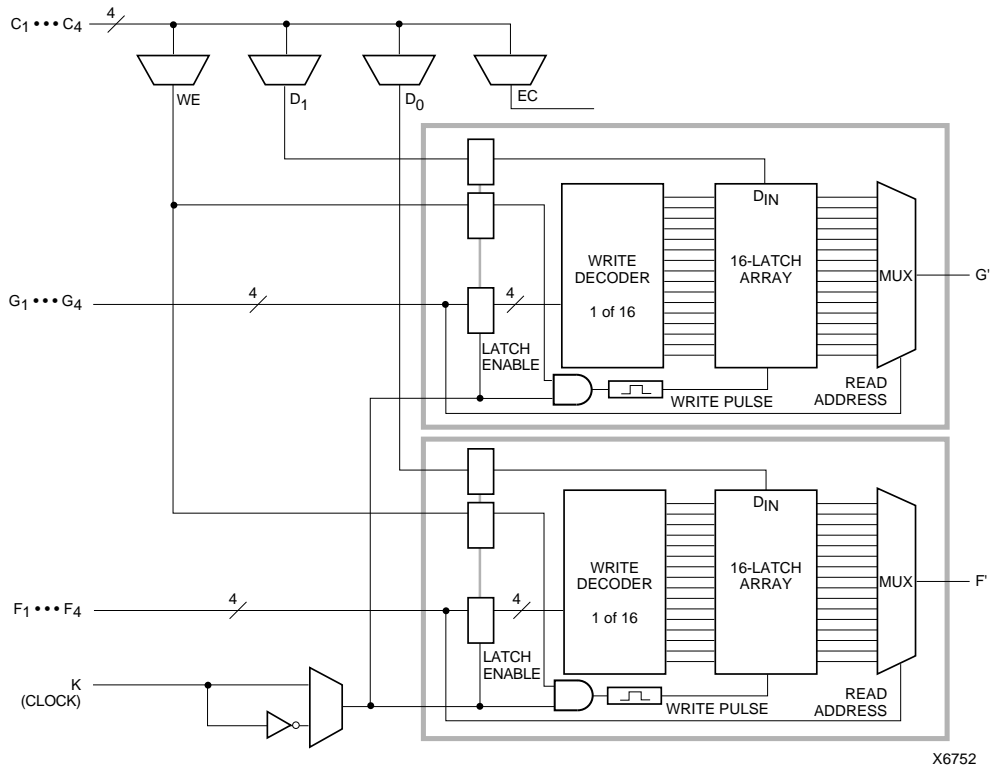 C1 ••• C4
4
WE
D1
D0
EC
DIN
WRITE
DECODER
1 of 16
16-LATCH
ARRAY
MUX
G'
G1 ••• G4
4
4
LATCH
ENABLE
WRITE PULSE
READ
ADDRESS
DIN
WRITE
DECODER
1 of 16
16-LATCH
ARRAY
MUX
F'
F1 ••• F4
4
4
LATCH
ENABLE
WRITE PULSE
READ
ADDRESS
K
(CLOCK)
X6752